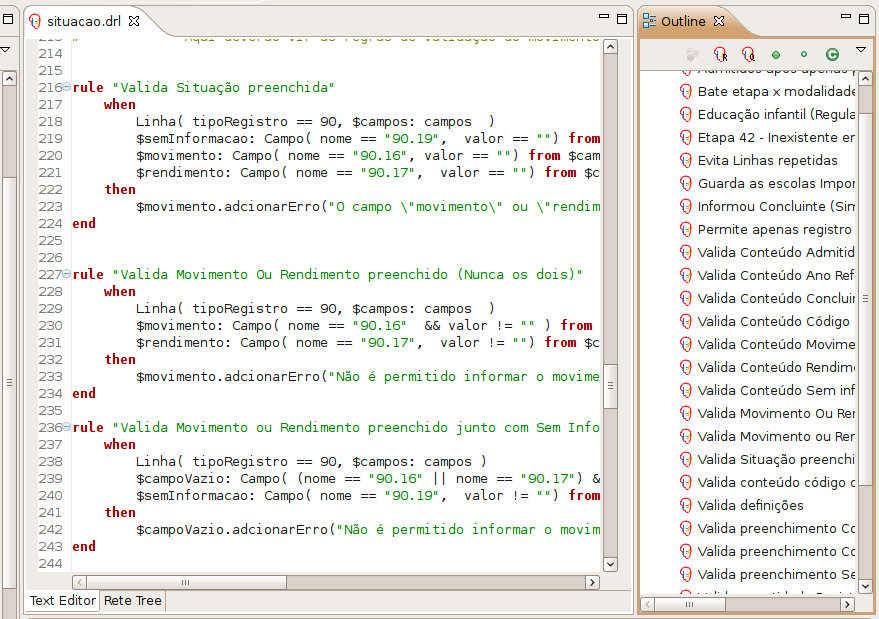 situacao.drl
# Aqui deverão vir as regras de validação do movimento
214
215
216 rule "Valida Situação preenchida"
217 when
218 Linha( tipoRegistro == 90, $campos: campos )
219 $semInformacao: Campo( nome == "90.19", valor == "") from
220 $movimento: Campo( nome == "90.16", valor == "") from $cam
221 $rendimento: Campo( nome == "90.17", valor == "") from $c
222 then
223 $movimento.adcionarErro("O campo \"movimento\" ou \"rendim
224 end
225
226
227 rule "Valida Movimento Ou Rendimento preenchido (Nunca os dois)"
228 when
229 Linha( tipoRegistro == 90, $campos: campos )
230 $movimento: Campo( nome == "90.16" && valor != "" ) from
231 $rendimento: Campo( nome == "90.17", valor != "") from $c
232 then
233 $movimento.adcionarErro("Não é permitido informar o movime
234 end
235
236 rule "Valida Movimento ou Rendimento preenchido junto com Sem Info
237 when
238 Linha( tipoRegistro == 90, $campos: campos )
239 $campoVazio: Campo( (nome == "90.16" || nome == "90.17") &
240 $semInformacao: Campo( nome == "90.19", valor != "") from
241 then
242 $campoVazio.adcionarErro("Não é permitido informar o movim
243 end
244
Text Editor
Rete Tree
Outline
Admitidos após apenas p
Bate etapa x modalidade
Educação infantil (Regula
Etapa 42 - Inexistente er
Evita Linhas repetidas
Guarda as escolas Impor
Informou Concluinte (Sim
Permite apenas registro
Valida Conteúdo Admitid
Valida Conteúdo Ano Ref
Valida Conteúdo Concluin
Valida Conteúdo Código
Valida Conteúdo Movime
Valida Conteúdo Rendime
Valida Conteúdo Sem inf
Valida Movimento Ou Rer
Valida Movimento ou Rer
Valida Situação preenchi
Valida conteúdo código c
Valida definições
Valida preenchimento Co
Valida preenchimento Co
Valida preenchimento Se